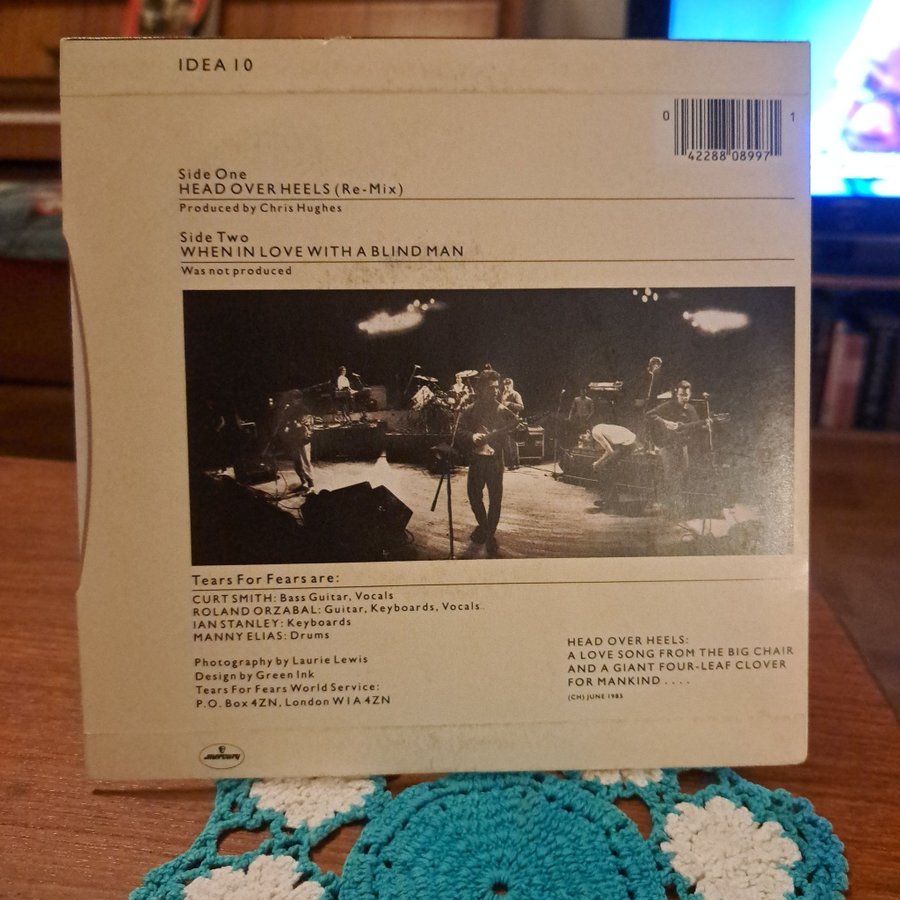 IDEA 10
0 42288 08997 1
Side One
HEAD OVER HEELS (Re-Mix)
Produced by Chris Hughes
Side Two
WHEN IN LOVE WITH A BLIND MAN
Was not produced
Tears For Fears are:
CURT SMITH: Bass Guitar, Vocals
ROLAND ORZABAL: Guitar, Keyboards, Vocals.
IAN STANLEY: Keyboards
MANNY ELIAS: Drums
Photography by Laurie Lewis
Design by Green Ink
Tears For Fears World Service:
P.O. Box 4ZN, London W1A 4ZN
HEAD OVER HEELS:
A LOVE SONG FROM THE BIG CHAIR
AND A GIANT FOUR-LEAF CLOVER
FOR MANKIND . . . .
(CH) JUNE 1985
mercury